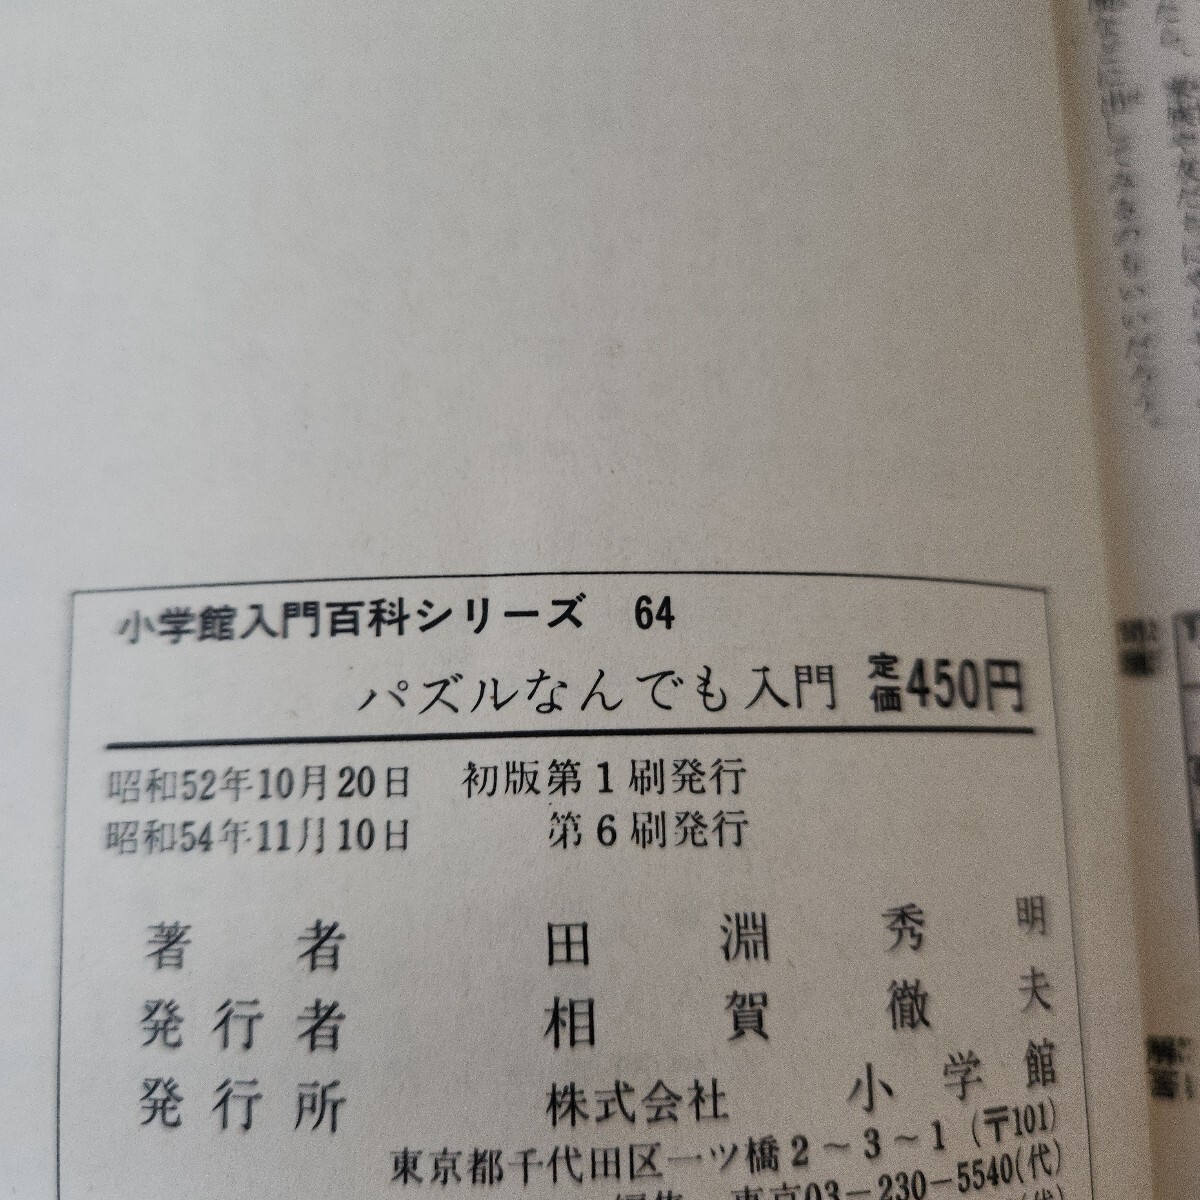 小学館入門百科シリーズ 64
パズルなんでも入門 定価450円
昭和52年10月20日 初版第1刷発行
昭和54年11月10日 第6刷発行
著者 田淵秀明
発行者 相賀徹夫
発行所 株式会社 小学館
東京都千代田区一ツ橋2～3～1(〒101)
東京03－230－5540(代)